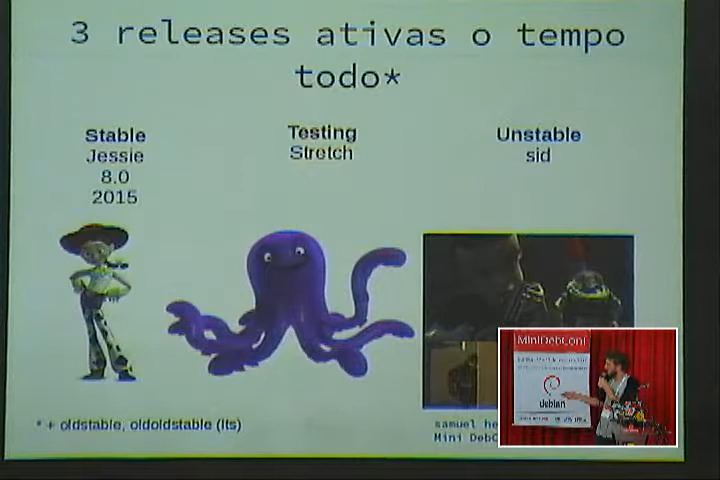 3 releases ativas o tempo
todo*
Stable
Jessie
8.0
2015
Testing
Stretch
Unstable
sid
* + oldstable, oldoldstable (lts)
samuel he
Mini DebC
MiniDebConf
debian